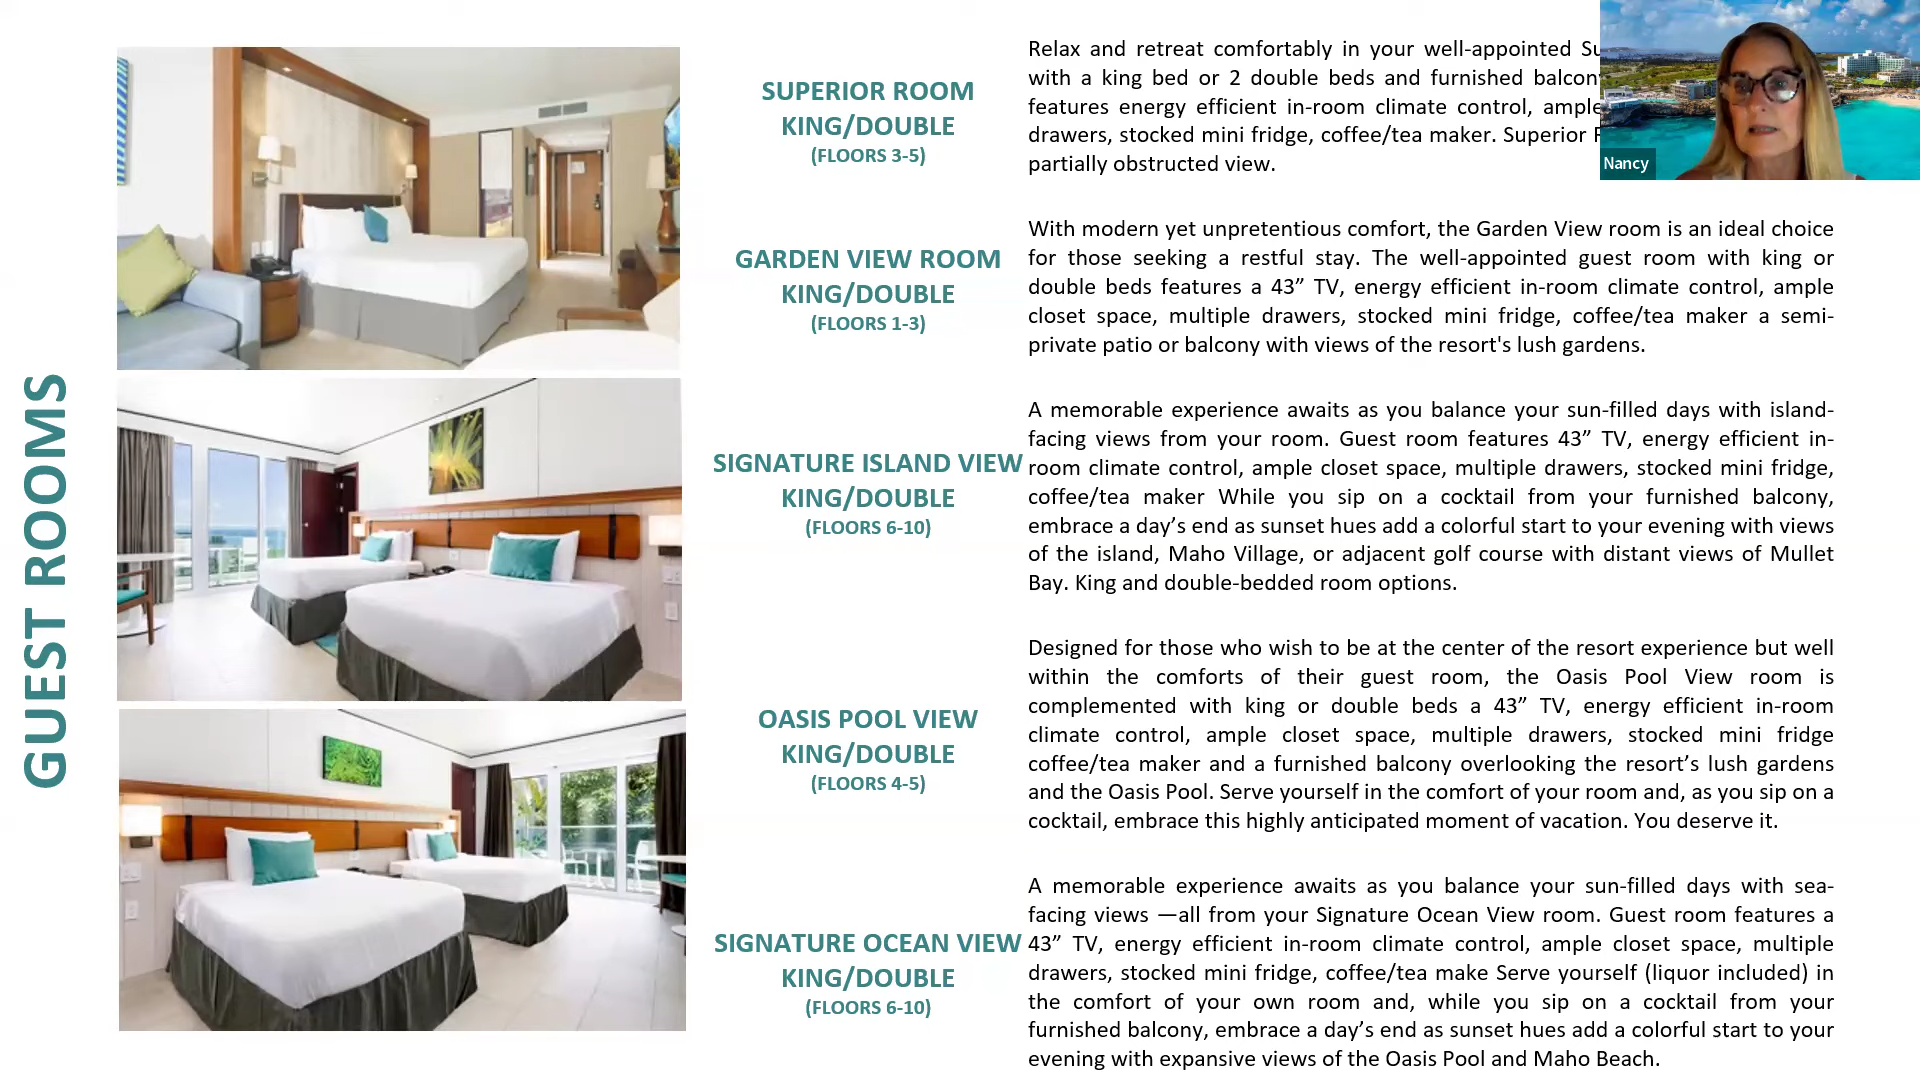 GUEST ROOMS
SUPERIOR ROOM
KING/DOUBLE
(FLOORS 3-5)
Relax and retreat comfortably in your well-appointed
with a king bed or 2 double beds and furnished
features energy efficient in-room climate control, ample
drawers, stocked mini fridge, coffee/tea maker. Superior
partially obstructed view.
Nancy
GARDEN VIEW ROOM
KING/DOUBLE
(FLOORS 1-3)
With modern yet unpretentious comfort, the Garden View room is an ideal choice
for those seeking a restful stay. The well-appointed guest room with king or
double beds features a 43” TV, energy efficient in-room climate control, ample
closet space, multiple drawers, stocked mini fridge, coffee/tea maker a semi-
private patio or balcony with views of the resort's lush gardens.
SIGNATURE ISLAND VIEW
KING/DOUBLE
(FLOORS 6-10)
A memorable experience awaits as you balance your sun-filled days with island-
facing views from your room. Guest room features 43” TV, energy efficient in-
room climate control, ample closet space, multiple drawers, stocked mini fridge,
coffee/tea maker While you sip on a cocktail from your furnished balcony,
embrace a day’s end as sunset hues add a colorful start to your evening with views
of the island, Maho Village, or adjacent golf course with distant views of Mullet
Bay. King and double-bedded room options.
OASIS POOL VIEW
KING/DOUBLE
(FLOORS 4-5)
Designed for those who wish to be at the center of the resort experience but well
within the comforts of their guest room, the Oasis Pool View room is
complemented with king or double beds a 43” TV, energy efficient in-room
climate control, ample closet space, multiple drawers, stocked mini fridge
coffee/tea maker and a furnished balcony overlooking the resort’s lush gardens
and the Oasis Pool. Serve yourself in the comfort of your room and, as you sip on a
cocktail, embrace this highly anticipated moment of vacation. You deserve it.
SIGNATURE OCEAN VIEW
KING/DOUBLE
(FLOORS 6-10)
A memorable experience awaits as you balance your sun-filled days with sea-
facing views —all from your Signature Ocean View room. Guest room features a
43” TV, energy efficient in-room climate control, ample closet space, multiple
drawers, stocked mini fridge, coffee/tea make Serve yourself (liquor included) in
the comfort of your own room and, while you sip on a cocktail from your
furnished balcony, embrace a day’s end as sunset hues add a colorful start to your
evening with expansive views of the Oasis Pool and Maho Beach.